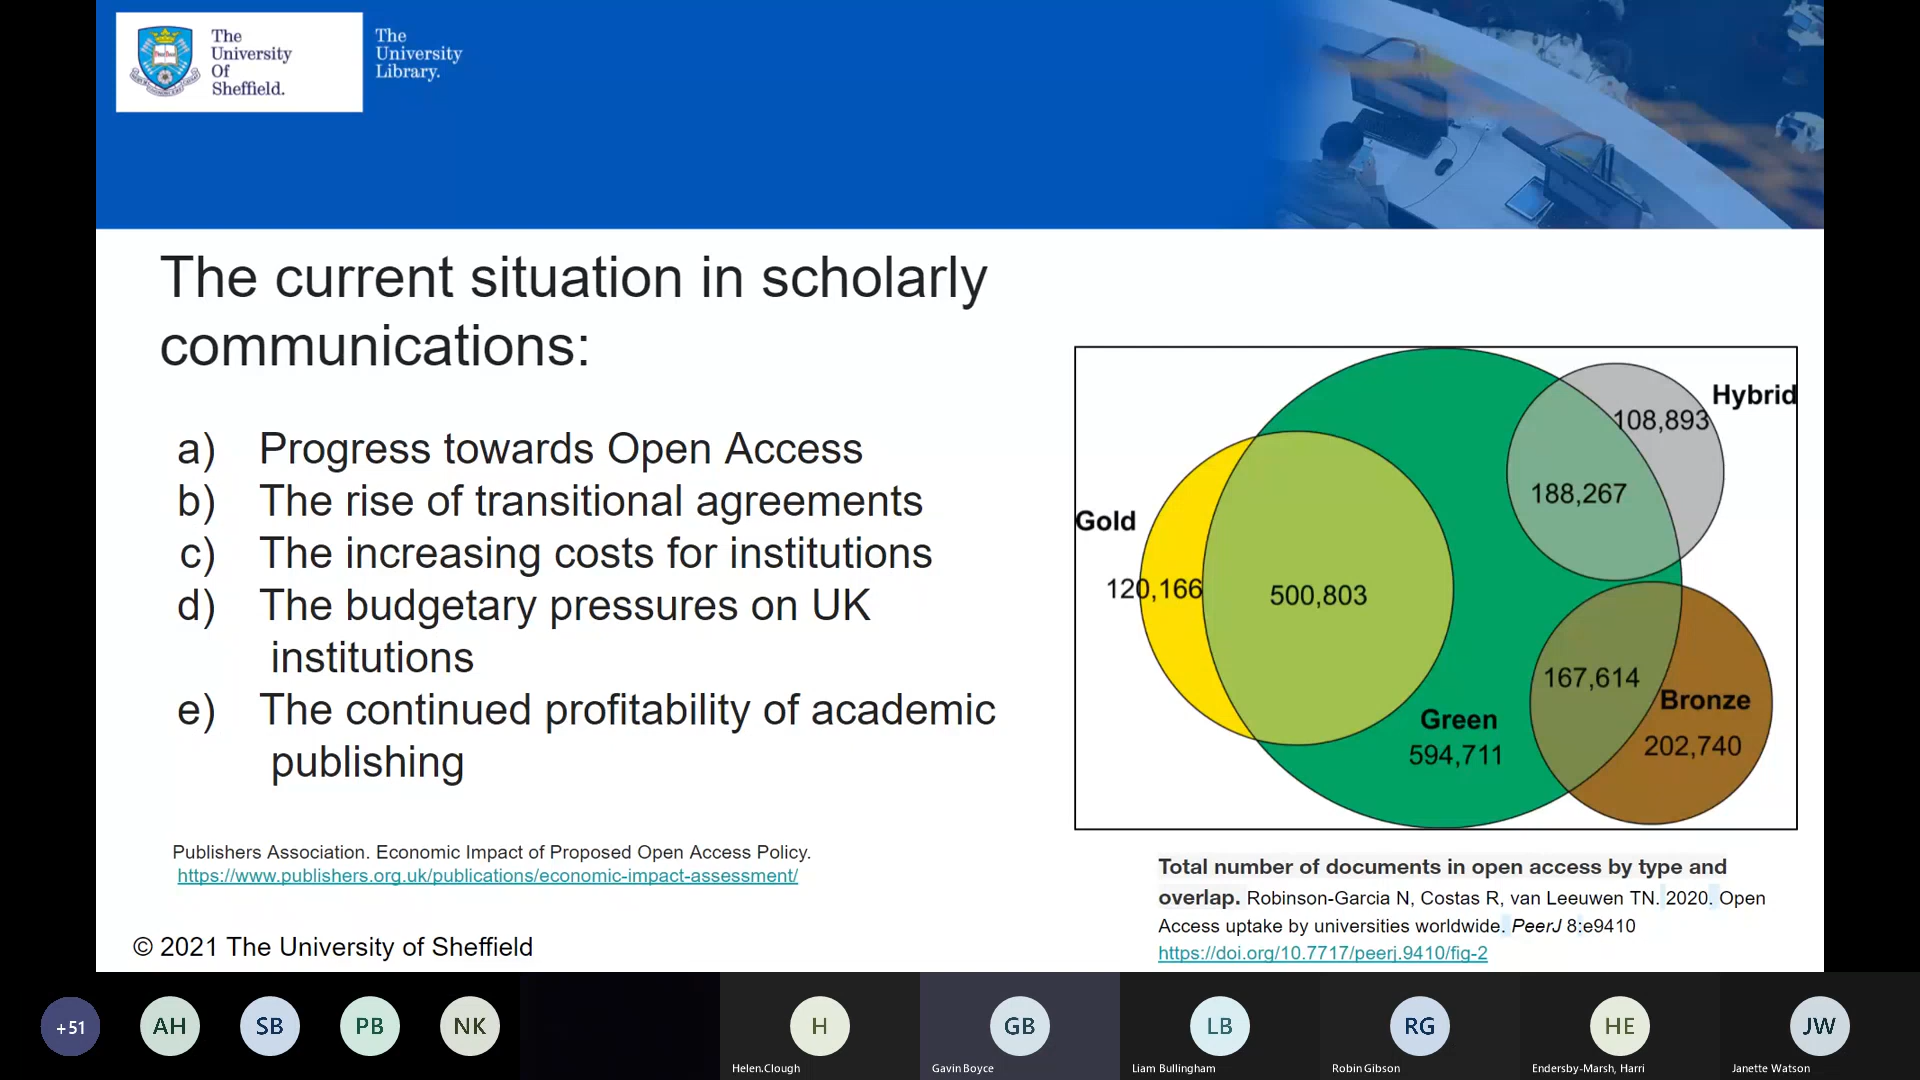 The
University
Of
Sheffield.
The
University
Library.
The current situation in scholarly
communications:
a) Progress towards Open Access
b) The rise of transitional agreements
c) The increasing costs for institutions
d) The budgetary pressures on UK
institutions
e) The continued profitability of academic
publishing
Publishers Association. Economic Impact of Proposed Open Access Policy.
https://www.publishers.org.uk/publications/economic-impact-assessment/
© 2021 The University of Sheffield
Hybrid
108,893
188,267
Gold
120,166
500,803
167,614
Bronze
202,740
Green
594,711
Total number of documents in open access by type and
overlap. Robinson-Garcia N, Costas R, van Leeuwen TN. 2020. Open
Access uptake by universities worldwide. PeerJ 8:e9410
https://doi.org/10.7717/peerj.9410/fig-2
+51
AH
SB
PB
NK
H
Helen.Clough
GB
Gavin Boyce
LB
Liam Bullingham
RG
Robin Gibson
HE
Endersby-Marsh, Harri
JW
Janette Watson